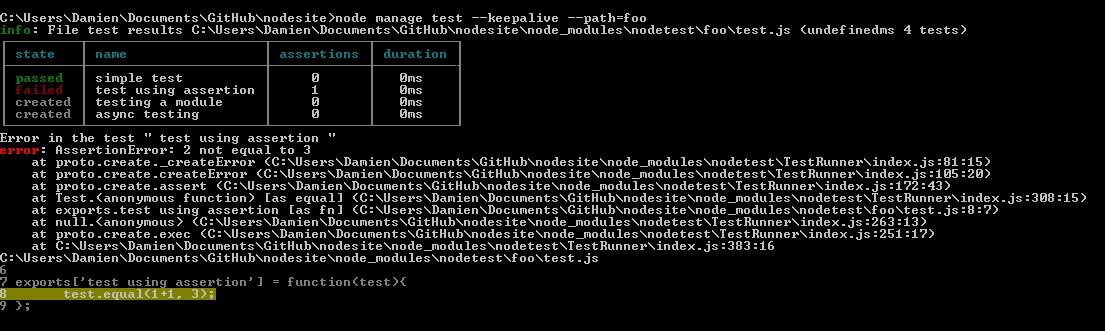 C:\Users\Damien\Documents\GitHub\nodesite>node manage test --keepalive --path=foo
info: File test results C:\Users\Damien\Documents\GitHub\nodesite\node_modules\nodetest\foo\test.js (undefinedms 4 tests)
state name assertions duration
passed simple test 0 0ms
failed test using assertion 1 0ms
created testing a module 0 0ms
created async testing 0 0ms
Error in the test " test using assertion "
error: AssertionError: 2 not equal to 3
at proto.create._createError (C:\Users\Damien\Documents\GitHub\nodesite\node_modules\nodetest\TestRunner\index.js:81:15)
at proto.create.createError (C:\Users\Damien\Documents\GitHub\nodesite\node_modules\nodetest\TestRunner\index.js:105:20)
at proto.create.assert (C:\Users\Damien\Documents\GitHub\nodesite\node_modules\nodetest\TestRunner\index.js:172:43)
at Test.(anonymous function) [as equal] (C:\Users\Damien\Documents\GitHub\nodesite\node_modules\nodetest\TestRunner\index.js:308:15)
at exports.test using assertion [as fn] (C:\Users\Damien\Documents\GitHub\nodesite\node_modules\nodetest\foo\test.js:8:7)
at null.(anonymous) (C:\Users\Damien\Documents\GitHub\nodesite\node_modules\nodetest\TestRunner\index.js:263:13)
at proto.create.exec (C:\Users\Damien\Documents\GitHub\nodesite\node_modules\nodetest\TestRunner\index.js:251:17)
at C:\Users\Damien\Documents\GitHub\nodesite\node_modules\nodetest\TestRunner\index.js:383:16
C:\Users\Damien\Documents\GitHub\nodesite\node_modules\nodetest\foo\test.js
6
7 exports['test using assertion'] = function(test){
8 test.equal(1+1, 3);
9 };